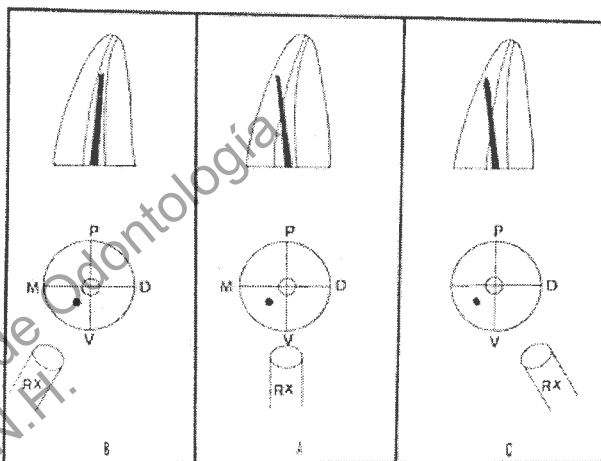 P P P
M D M D D
V V V
RX RX RX
B A C
de Odontología
N.H.